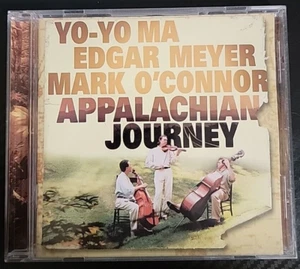 YO-YO MA
EDGAR MEYER
MARK O'CONNOR
APPALACHIAN
JOURNEY